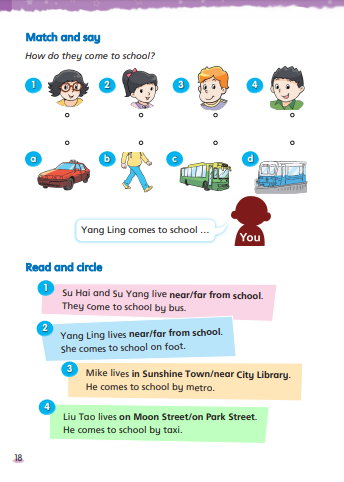 Match and say
How do they come to school?
1 2 3 4
a b c d
Yang Ling comes to school ...
You
Read and circle
1 Su Hai and Su Yang live near/far from school.
They come to school by bus.
2 Yang Ling lives near/far from school.
She comes to school on foot.
3 Mike lives in Sunshine Town/near City Library.
He comes to school by metro.
4 Liu Tao lives on Moon Street/on Park Street.
He comes to school by taxi.
18